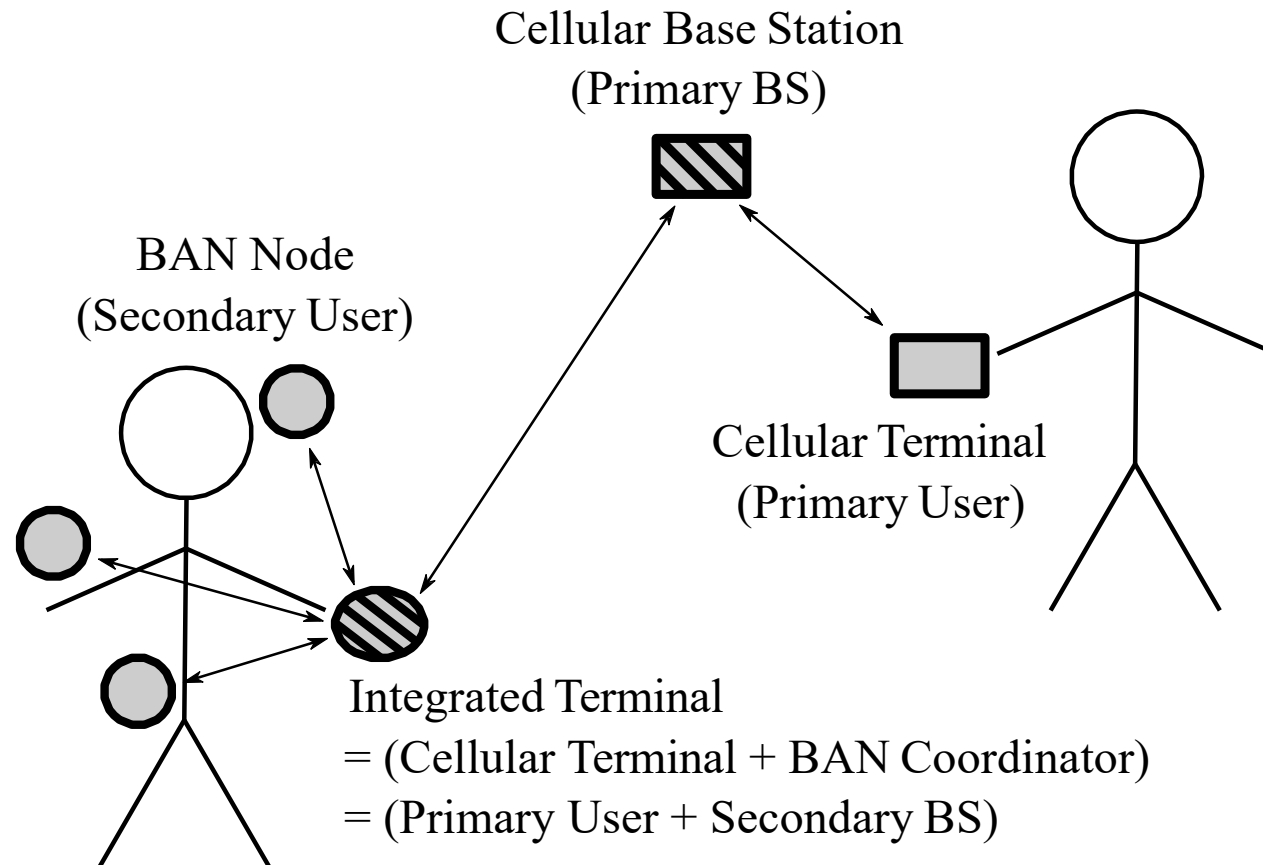 Cellular Base Station
(Primary BS)
BAN Node
(Secondary User)
Cellular Terminal
(Primary User)
Integrated Terminal
= (Cellular Terminal + BAN Coordinator)
= (Primary User + Secondary BS)